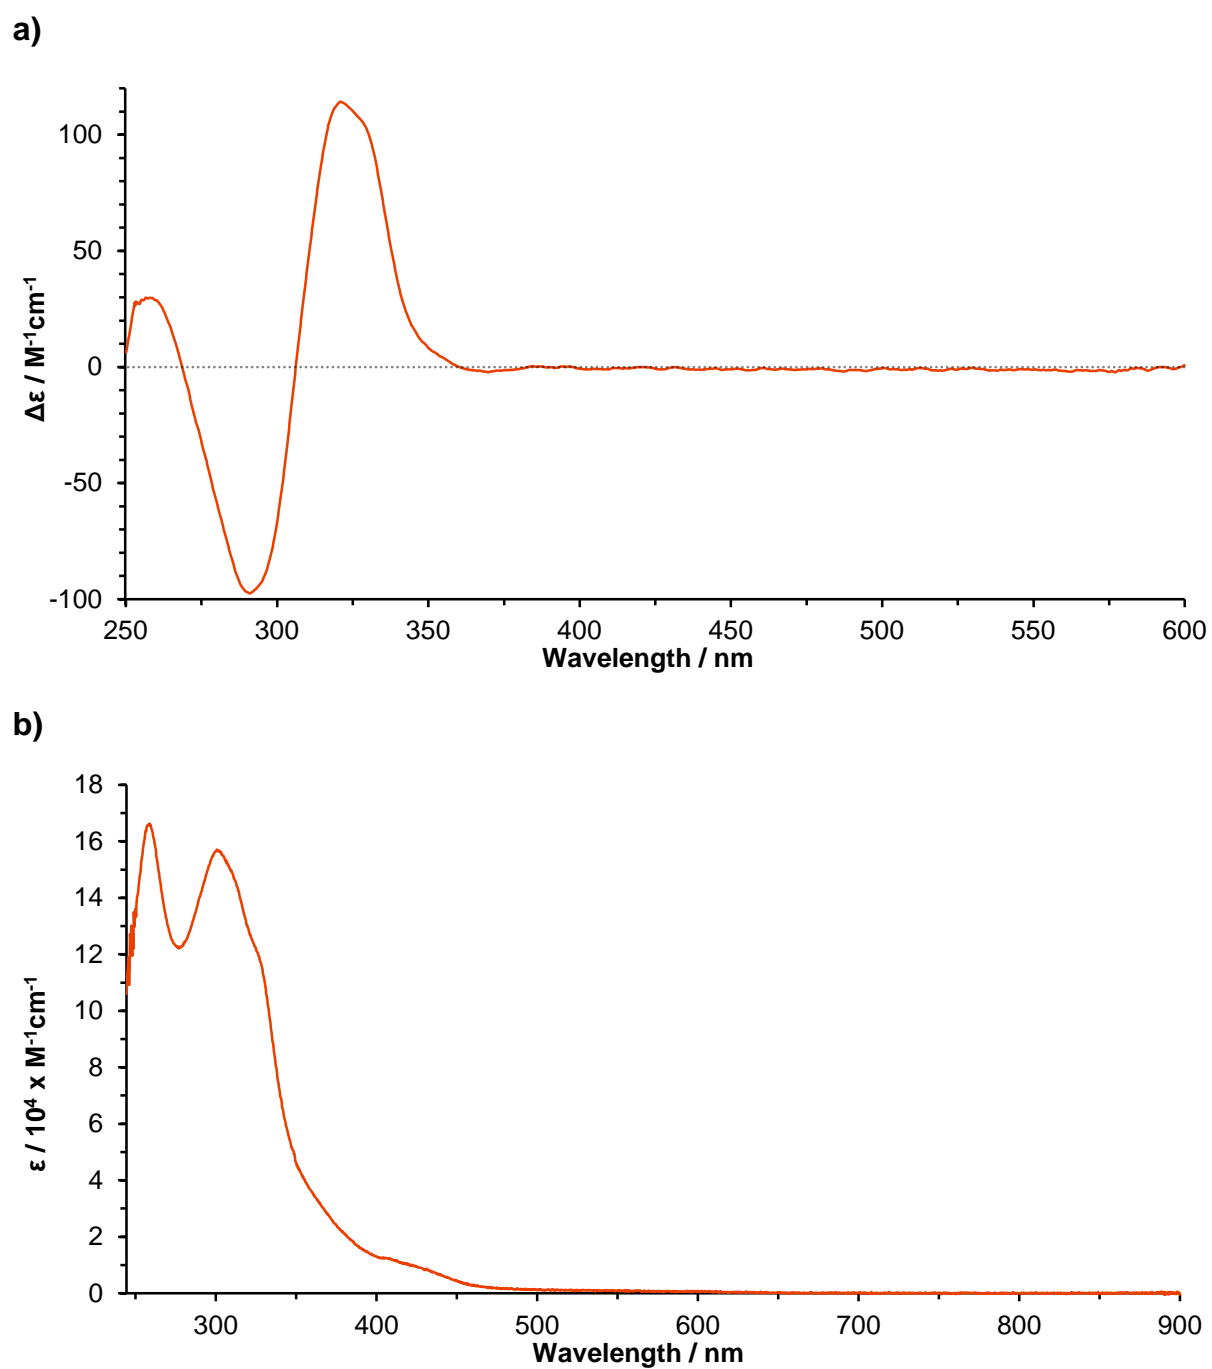 a)
100
50
0
-50
-100
Δε / M⁻¹cm⁻¹
250 300 350 400 450 500 550 600
Wavelength / nm
b)
18
16
14
12
10
8
6
4
2
0
ε / 10⁴ x M⁻¹cm⁻¹
300 400 500 600 700 800 900
Wavelength / nm